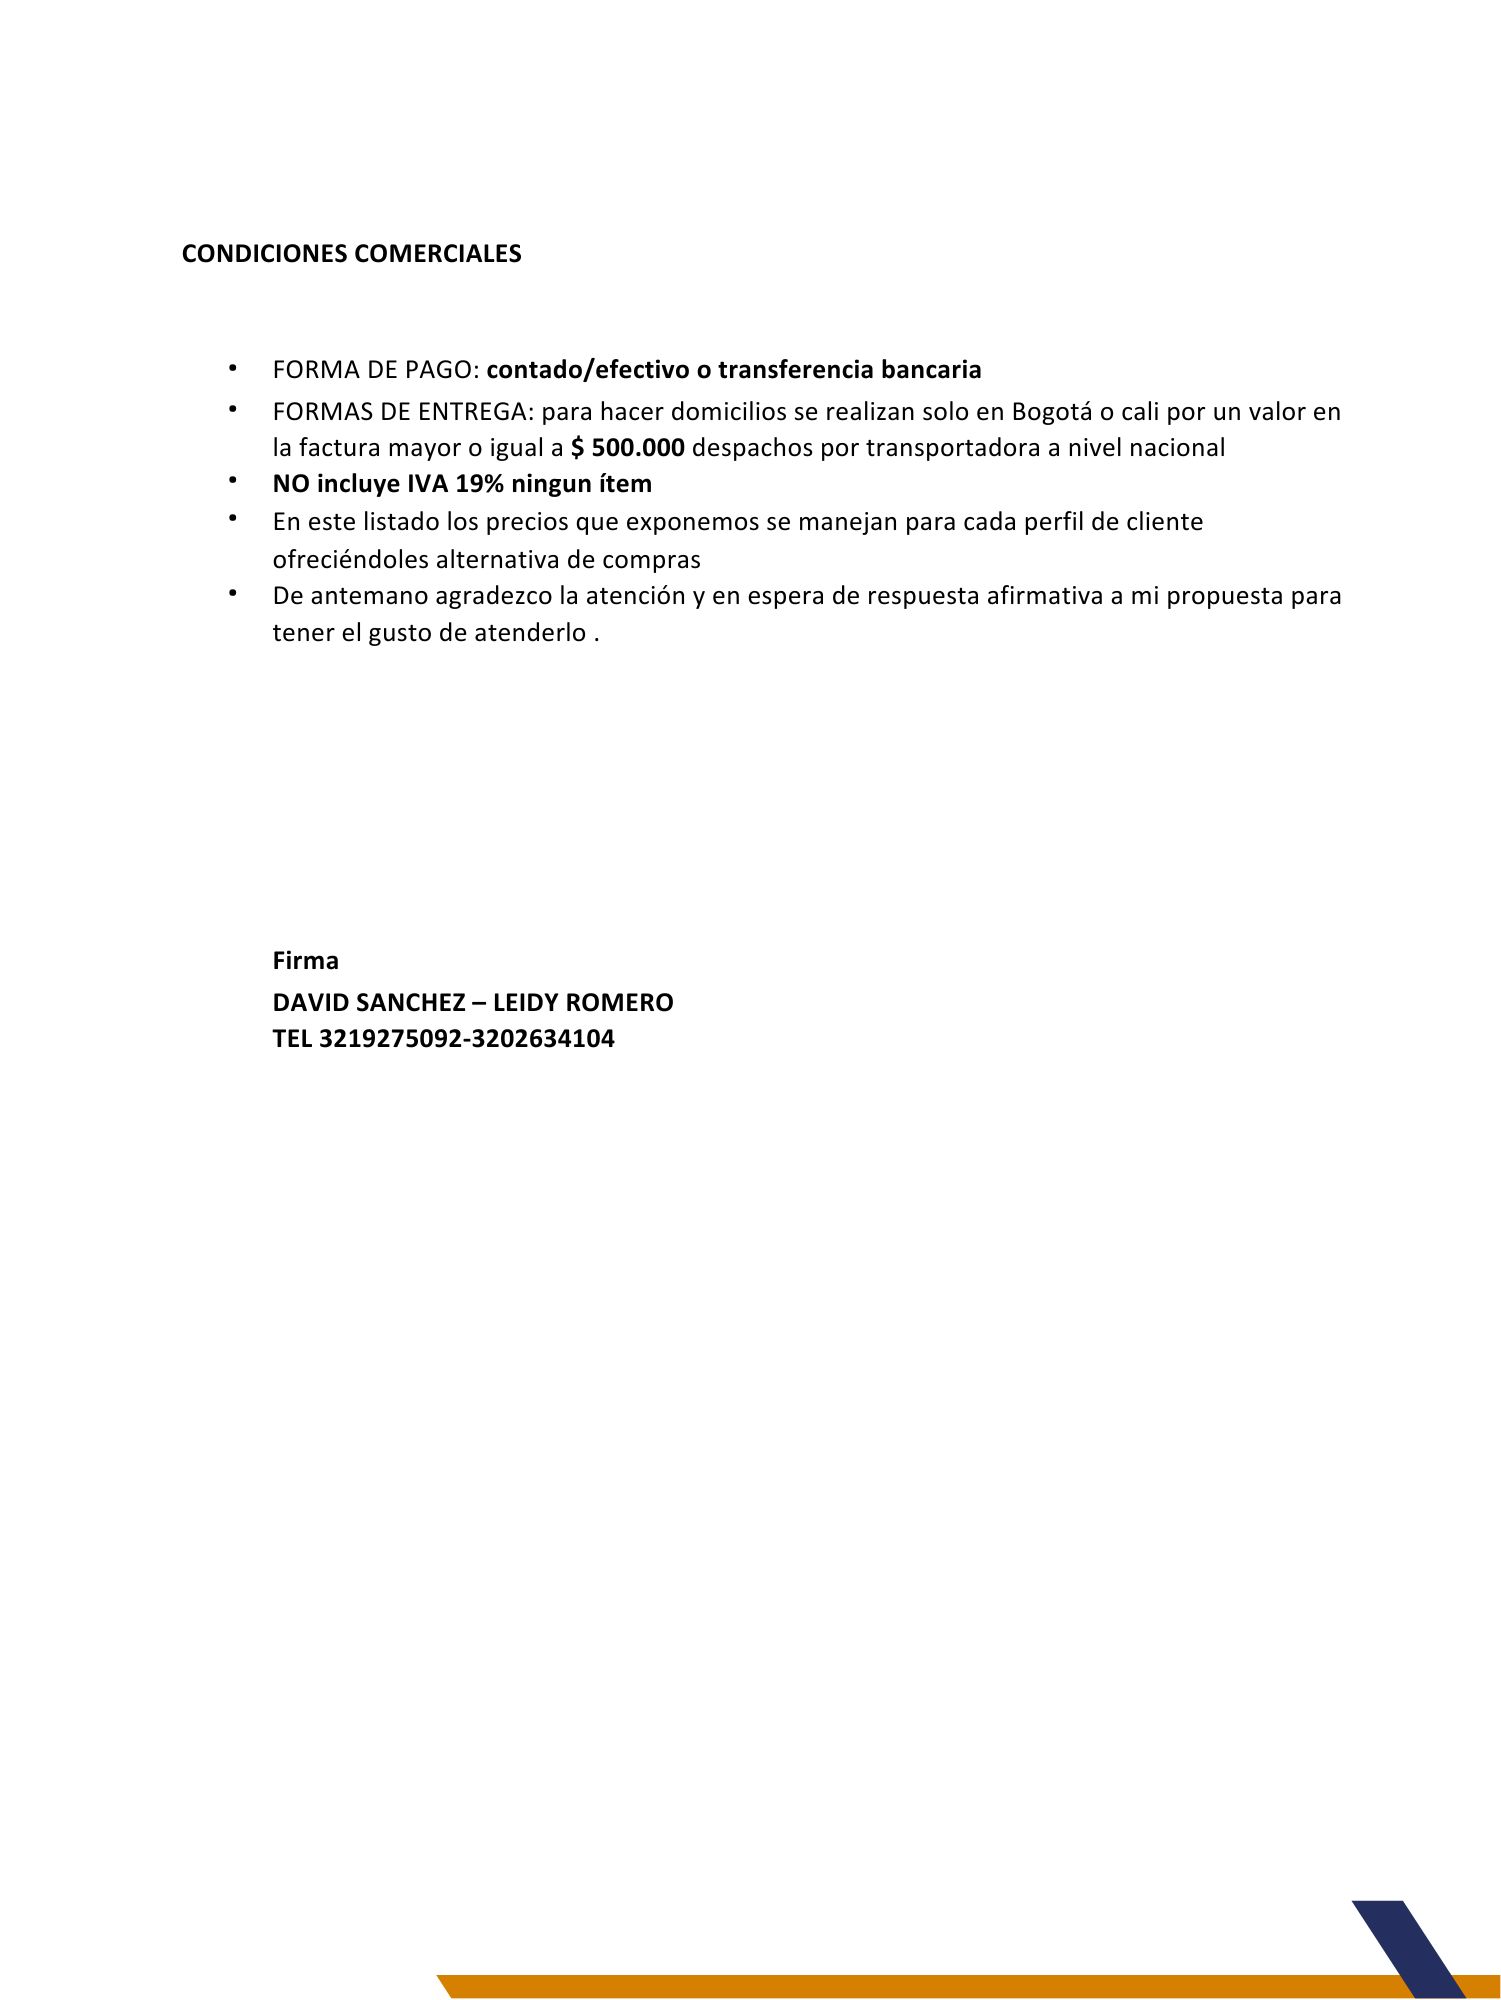 CONDICIONES COMERCIALES
• FORMA DE PAGO: contado/efectivo o transferencia bancaria
• FORMAS DE ENTREGA: para hacer domicilios se realizan solo en Bogotá o cali por un valor en
la factura mayor o igual a $ 500.000 despachos por transportadora a nivel nacional
• NO incluye IVA 19% ningun ítem
• En este listado los precios que exponemos se manejan para cada perfil de cliente
ofreciéndoles alternativa de compras
• De antemano agradezco la atención y en espera de respuesta afirmativa a mi propuesta para
tener el gusto de atenderlo .
Firma
DAVID SANCHEZ – LEIDY ROMERO
TEL 3219275092-3202634104